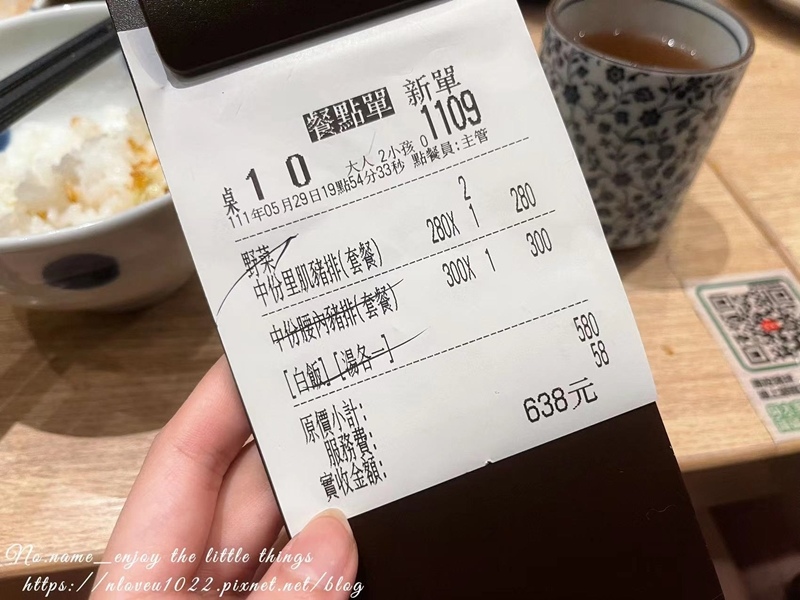 餐點單 新單
桌 10 大人 2小孩 0 1109
111年05月29日19點54分33秒 點餐員:主管
野菜 2
中份里肌豬排(套餐) 280X 1 280
中份腰內豬排(套餐) 300X 1 300
[白飯][湯各一]
原價小計: 580
服務費: 58
實收金額: 638元
No.name__enjoy the little things
https://nloveu1022.pixnet.net/blog